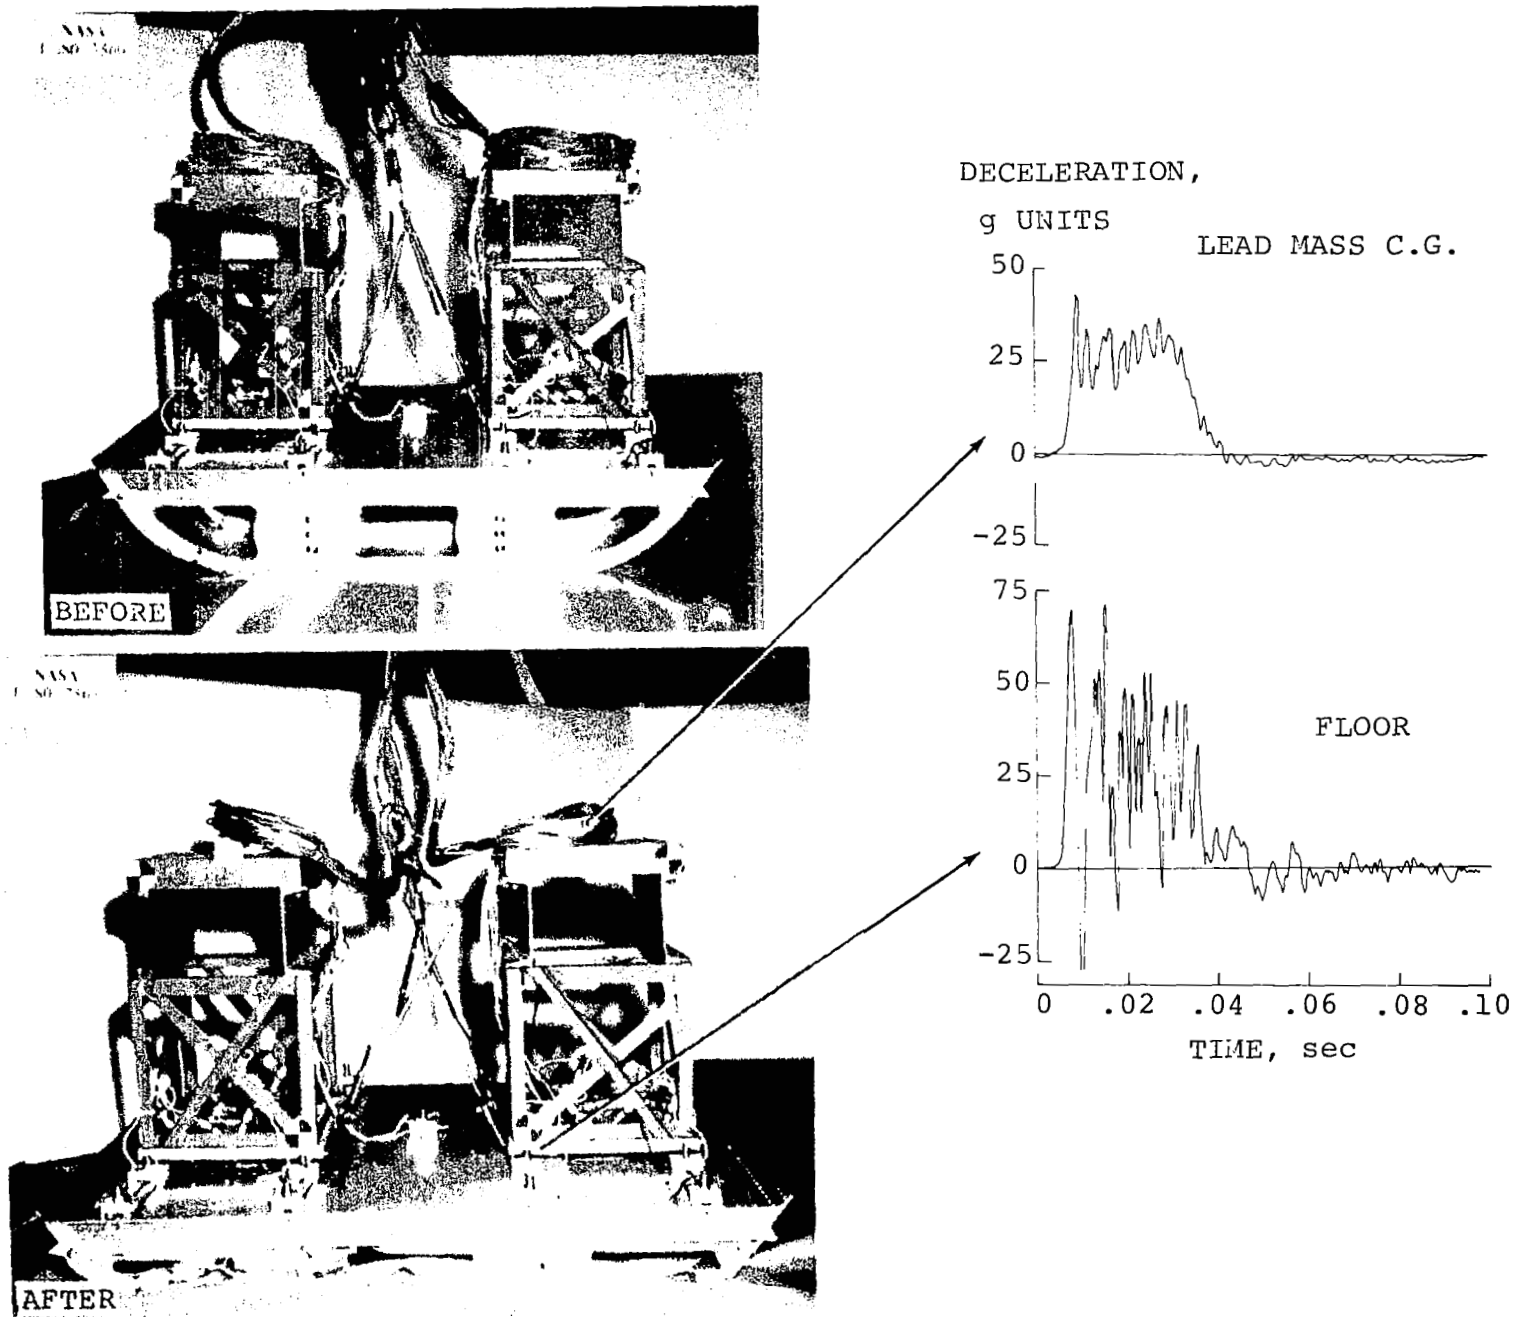 NASA
BEFORE
NASA
AFTER
DECELERATION,
g UNITS
LEAD MASS C.G.
50
25
0
-25
75
50
FLOOR
25
0
-25
0 .02 .04 .06 .08 .10
TIME, sec